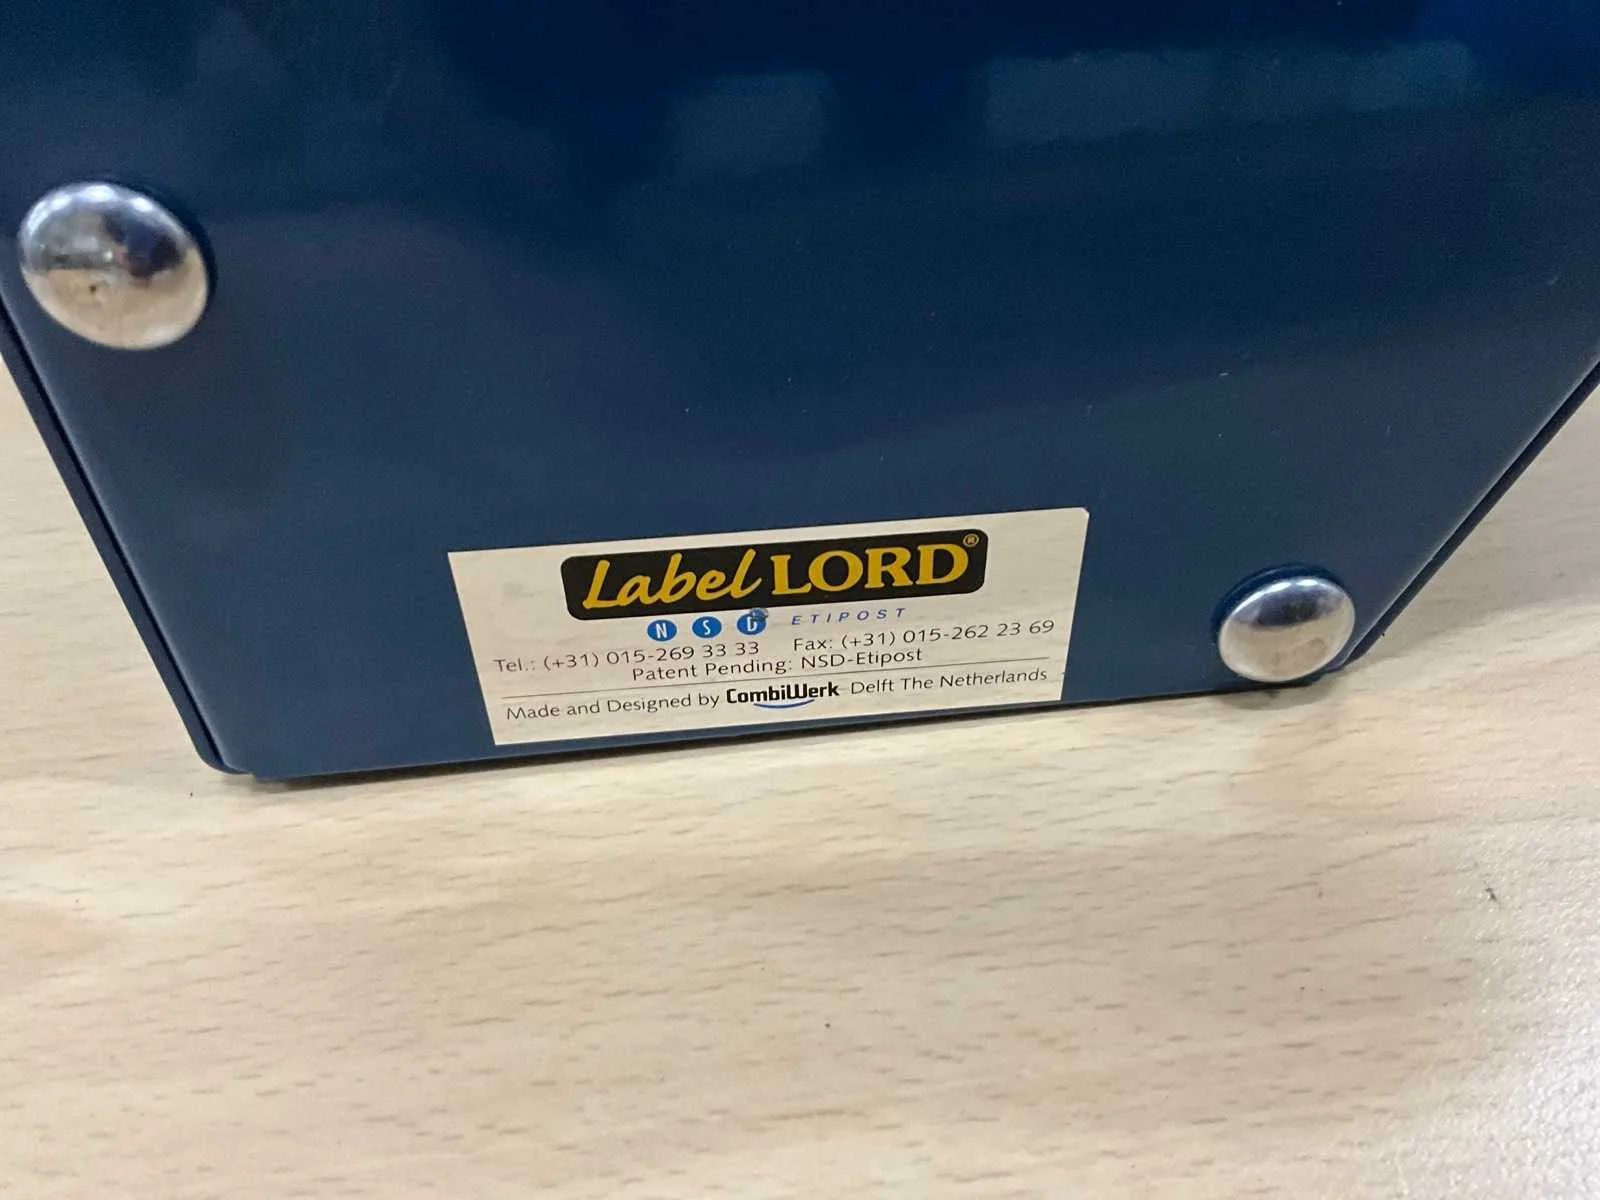 Label LORD®
N S D ETIPOST
Tel.: (+31) 015-269 33 33 Fax: (+31) 015-262 23 69
Patent Pending: NSD-Etipost
Made and Designed by CombiWerk Delft The Netherlands